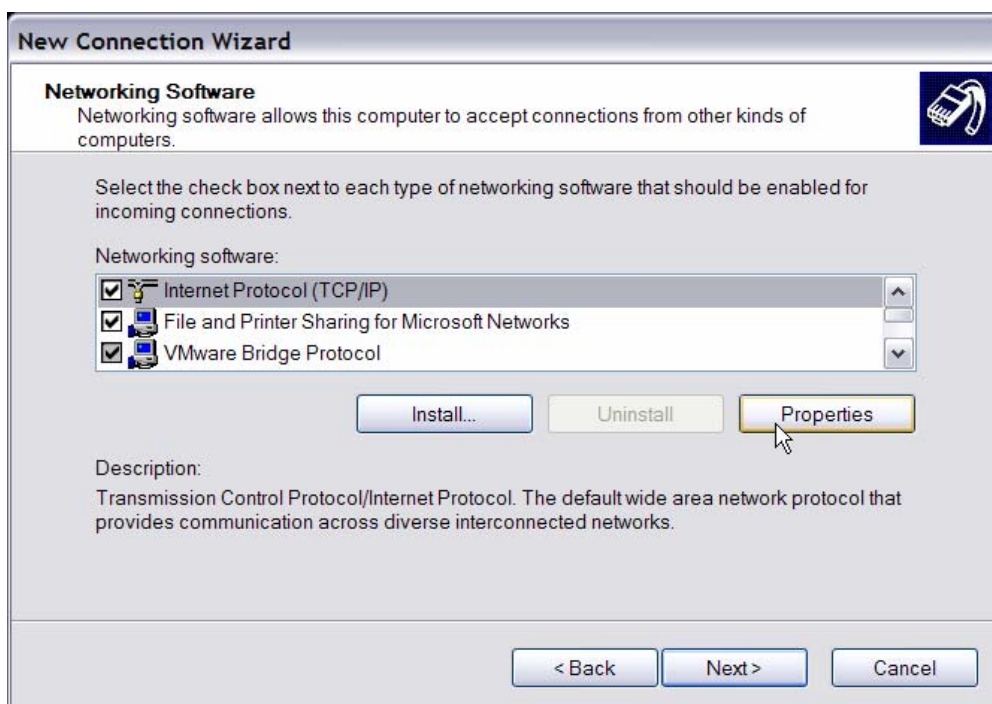 New Connection Wizard
Networking Software
Networking software allows this computer to accept connections from other kinds of
computers.
Select the check box next to each type of networking software that should be enabled for
incoming connections.
Networking software:
Internet Protocol (TCP/IP)
File and Printer Sharing for Microsoft Networks
VMware Bridge Protocol
Install... Uninstall Properties
Description:
Transmission Control Protocol/Internet Protocol. The default wide area network protocol that
provides communication across diverse interconnected networks.
< Back Next > Cancel